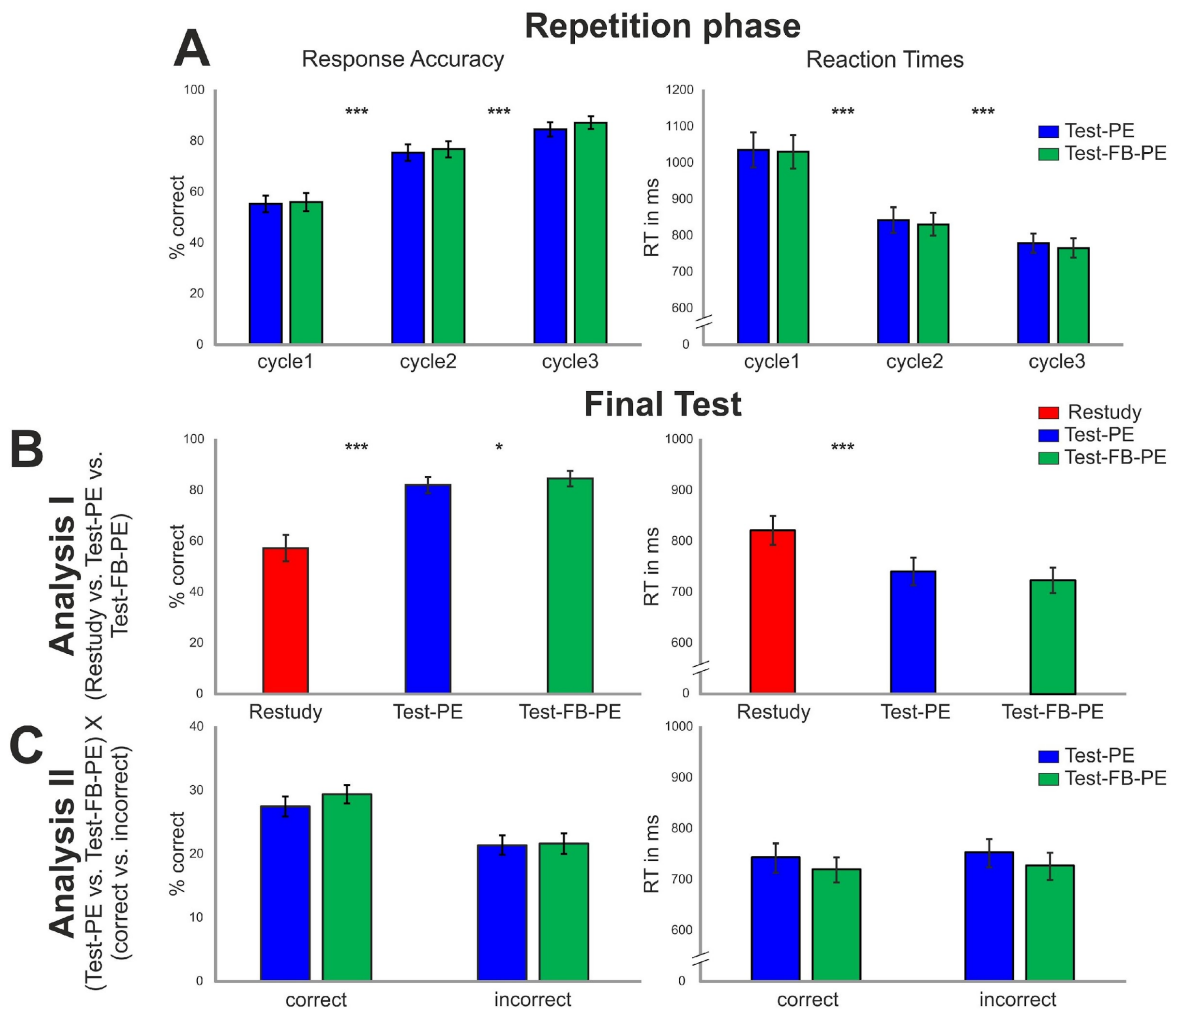 Repetition phase
A
Response Accuracy
Reaction Times
% correct
100
80
60
40
20
0
*** ***
cycle1 cycle2 cycle3
RT in ms
1200
1100
1000
900
800
700
600
0
*** ***
cycle1 cycle2 cycle3
Test-PE
Test-FB-PE
Final Test
B
Analysis I
(Restudy vs. Test-PE vs.
Test-FB-PE)
% correct
100
80
60
40
20
0
*** *
Restudy Test-PE Test-FB-PE
RT in ms
1000
900
800
700
600
0
***
Restudy Test-PE Test-FB-PE
Restudy
Test-PE
Test-FB-PE
C
Analysis II
(Test-PE vs. Test-FB-PE) X
(correct vs. incorrect)
% correct
40
30
20
10
0
correct incorrect
RT in ms
1000
900
800
700
600
0
correct incorrect
Test-PE
Test-FB-PE